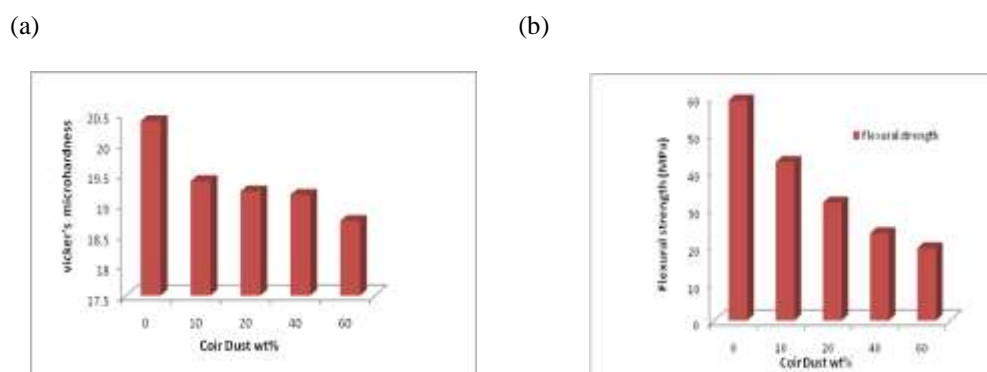 (a)
(b)
vicker's microhardness
20.5
20
19.5
19
18.5
18
17.5
0 10 20 40 60
Coir Dust wt%
Flexural strength (MPa)
60
50
40
30
20
10
0
Flexural strength
0 10 20 40 60
Coir Dust wt%